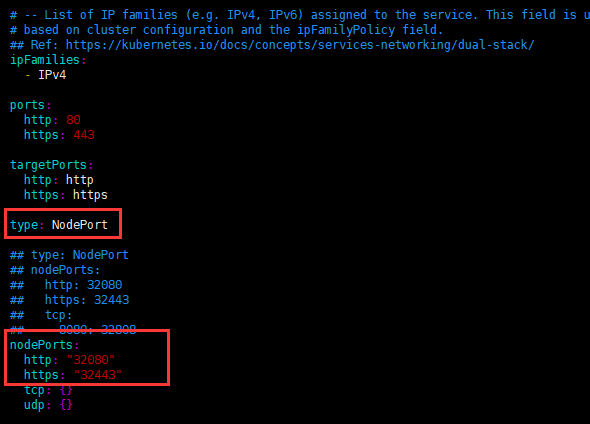 # -- List of IP families (e.g. IPv4, IPv6) assigned to the service. This field is u
# based on cluster configuration and the ipFamilyPolicy field.
## Ref: https://kubernetes.io/docs/concepts/services-networking/dual-stack/
ipFamilies:
  - IPv4

ports:
  http: 80
  https: 443

targetPorts:
  http: http
  https: https

type: NodePort

## type: NodePort
## nodePorts:
##   http: 32080
##   https: 32443
##   tcp:
##     8080: 32808
nodePorts:
  http: "32080"
  https: "32443"
  tcp: {}
  udp: {}